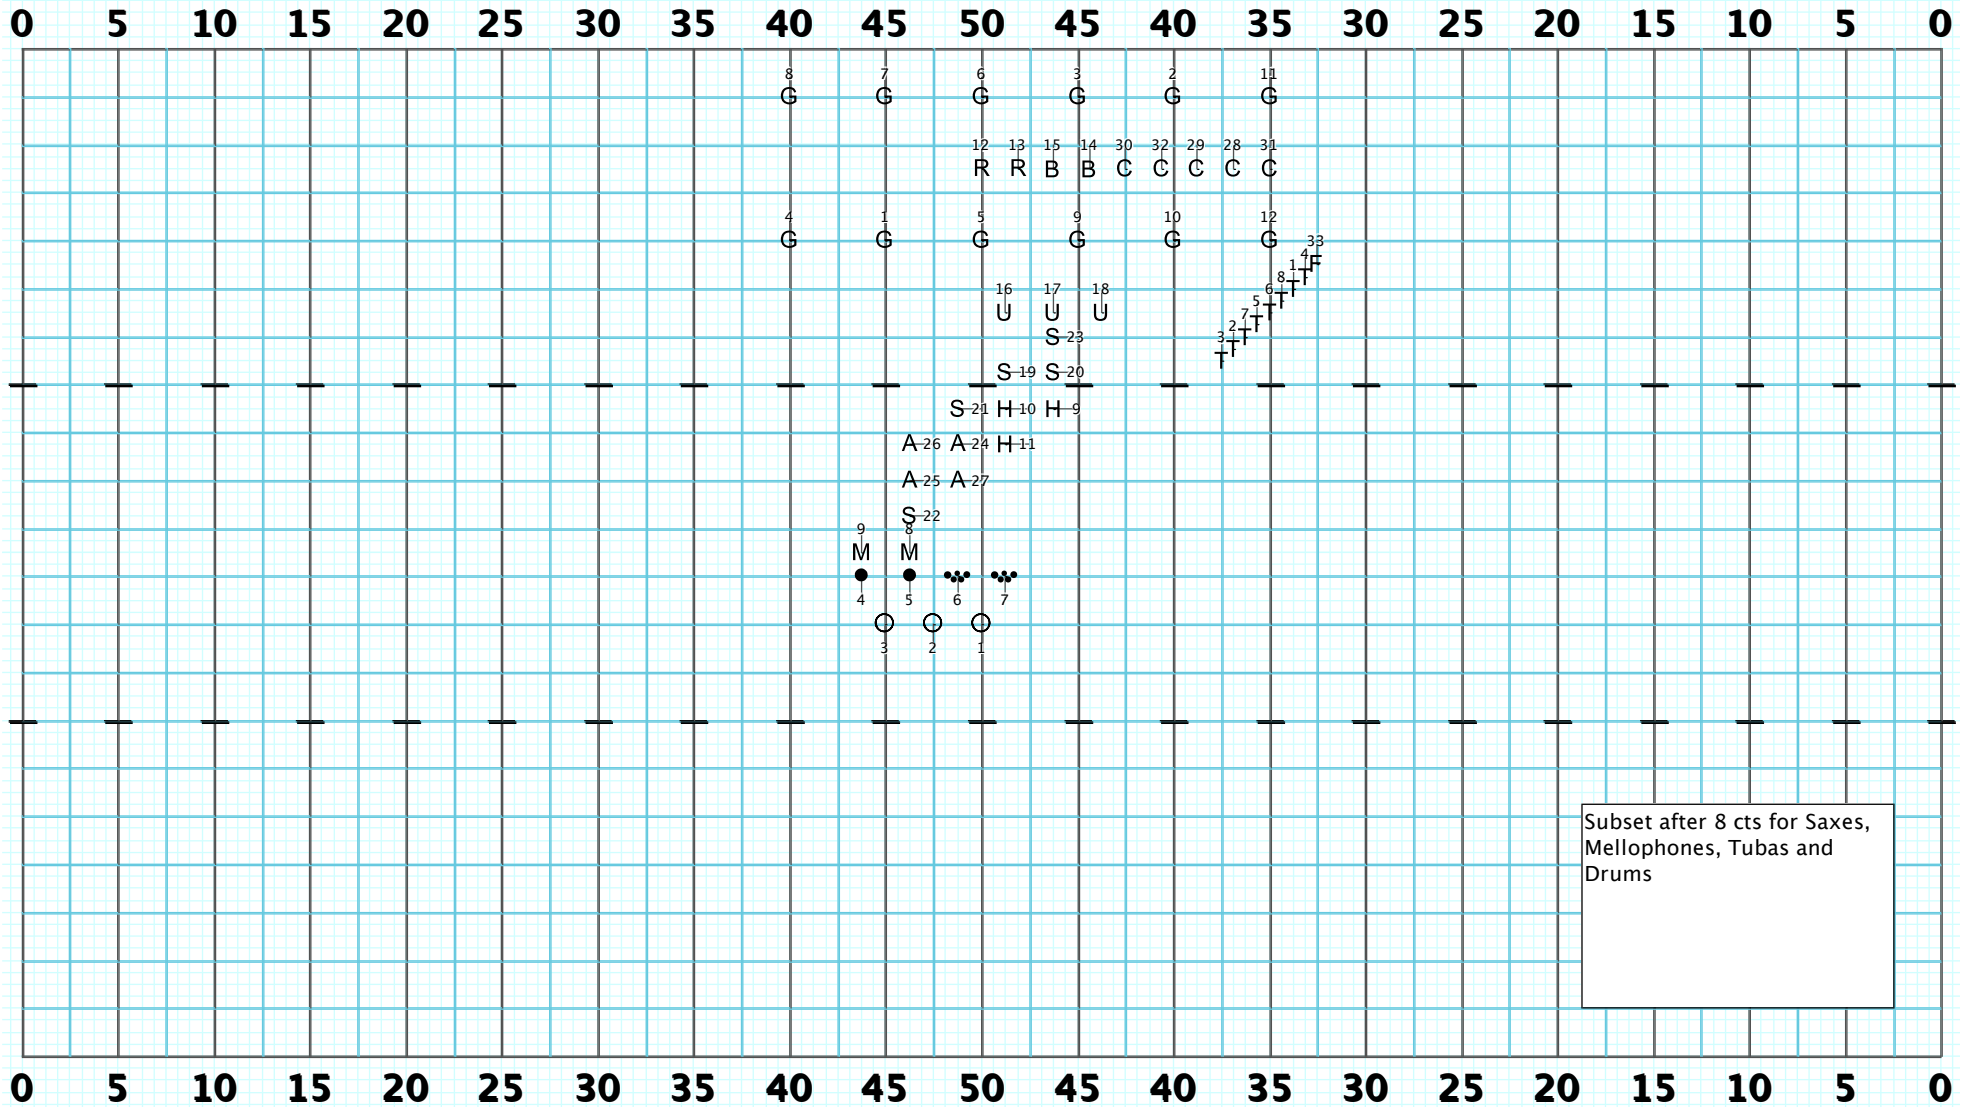 0 5 10 15 20 25 30 35 40 45 50 45 40 35 30 25 20 15 10 5 0
8 7 6 3 2 11
G G G G G G
12 13 15 14 30 32 29 28 31
R R B B C C C C C
4 1 5 9 10 12
G G G G G G
33
F
4
T
1
T
8
T
6
T
5
T
7
T
2
T
3
T
16 17 18
U U U
S 23
S 19 S 20
S 21 H 10 H 9
A 26 A 24 H 11
A 25 A 27
S 22
9 8
M M
4 5 6 7
3 2 1
Subset after 8 cts for Saxes,
Mellophones, Tubas and
Drums
0 5 10 15 20 25 30 35 40 45 50 45 40 35 30 25 20 15 10 5 0